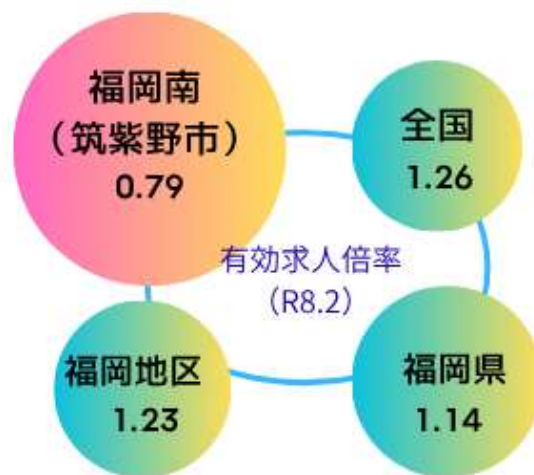 福岡南
（筑紫野市）
0.79
全国
1.26
有効求人倍率
（R8.2）
福岡地区
1.23
福岡県
1.14